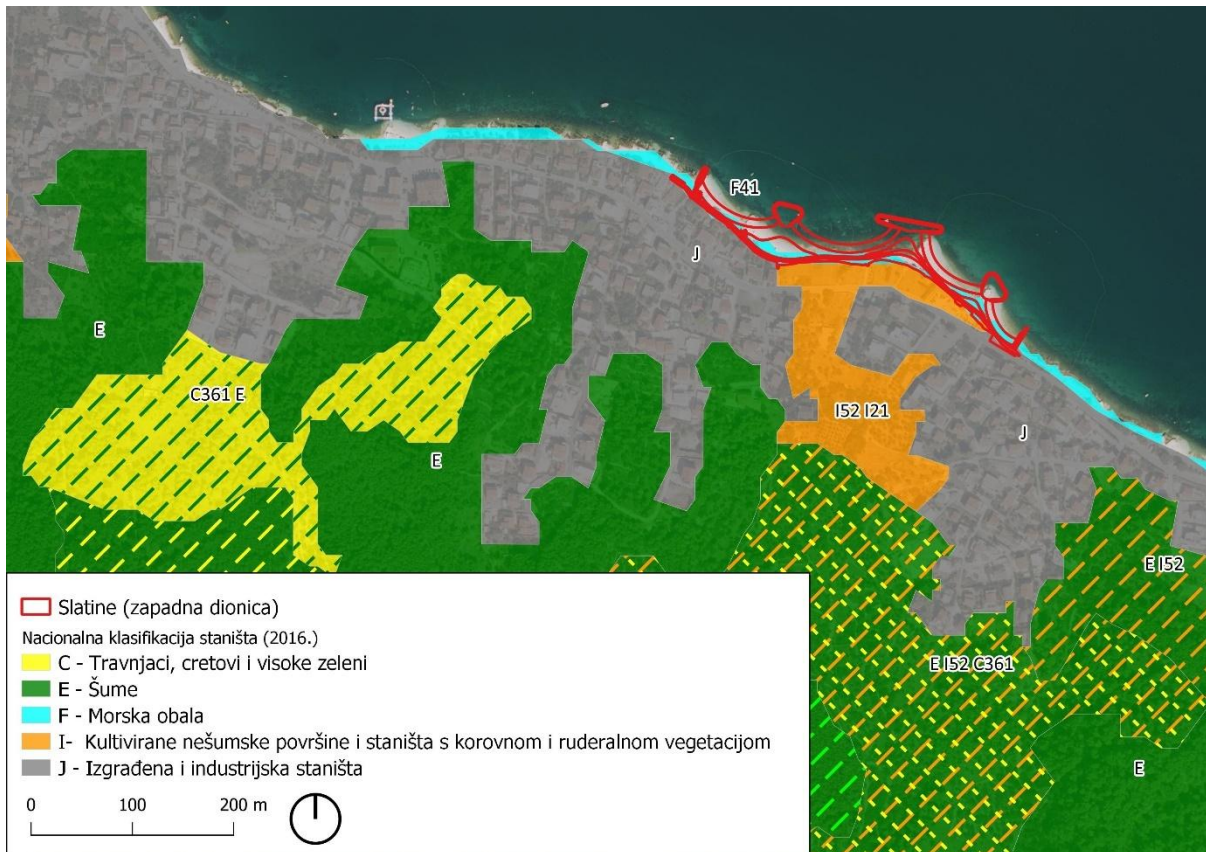 F41
J
E
C361 E
E
I52 I21
J
E I52
E I52 C361
E
Slatine (zapadna dionica)
Nacionalna klasifikacija staništa (2016.)
C - Travnjaci, cretovi i visoke zeleni
E - Šume
F - Morska obala
I- Kultivirane nešumske površine i staništa s korovnom i ruderalnom vegetacijom
J - Izgrađena i industrijska staništa
0 100 200 m